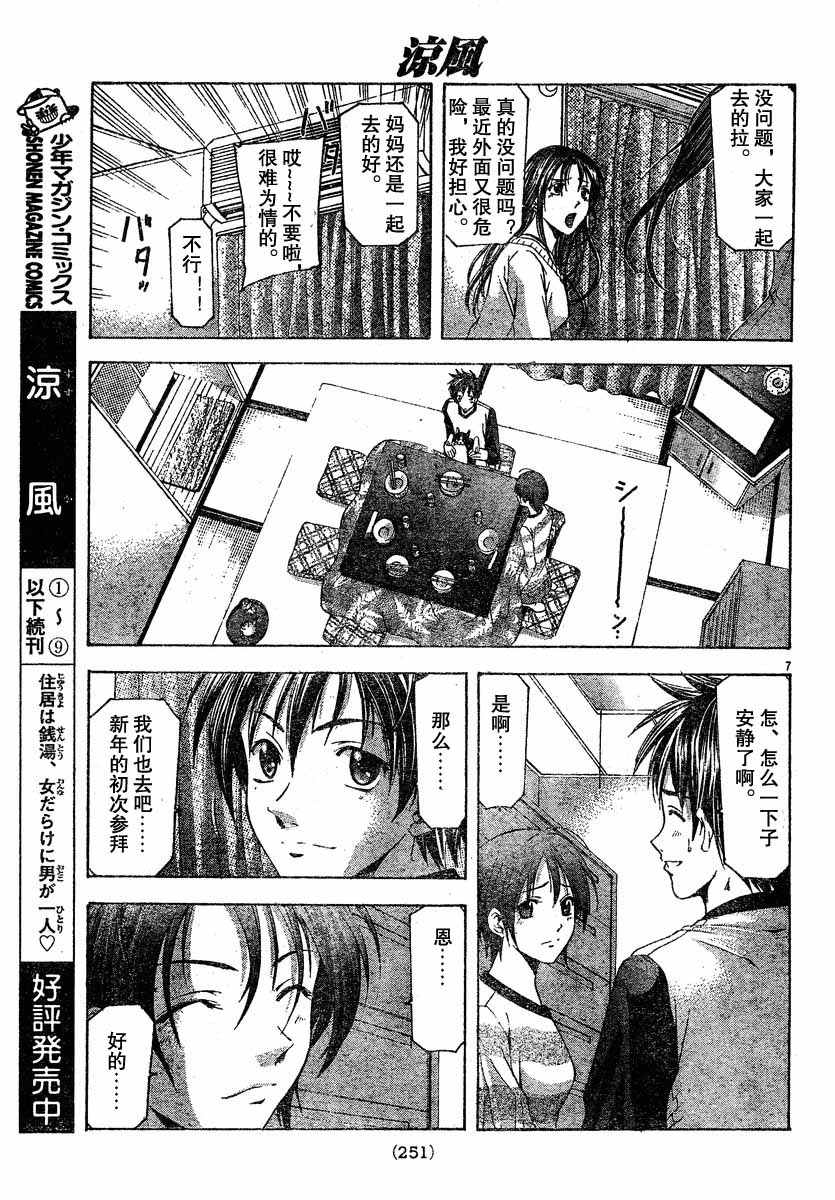 涼風
没问题，大家一起
去的拉。
真的没问题吗？
最近外面又很危
险，我好担心。
妈妈还是一起
去的好。
哎~~~不要啦，
很难为情的。
不行！！
バタ〃
シーーン…
7
怎、怎么一下子
安静了啊。
是啊……
那么……
我们也去吧……
新年的初次参拜
恩……
好的……
少年マガジン・コミックス
SHONEN MAGAZINE COMICS
涼風
①～⑨
以下続刊
住居は銭湯、女だらけに男が一人♡
好評発売中
(251)